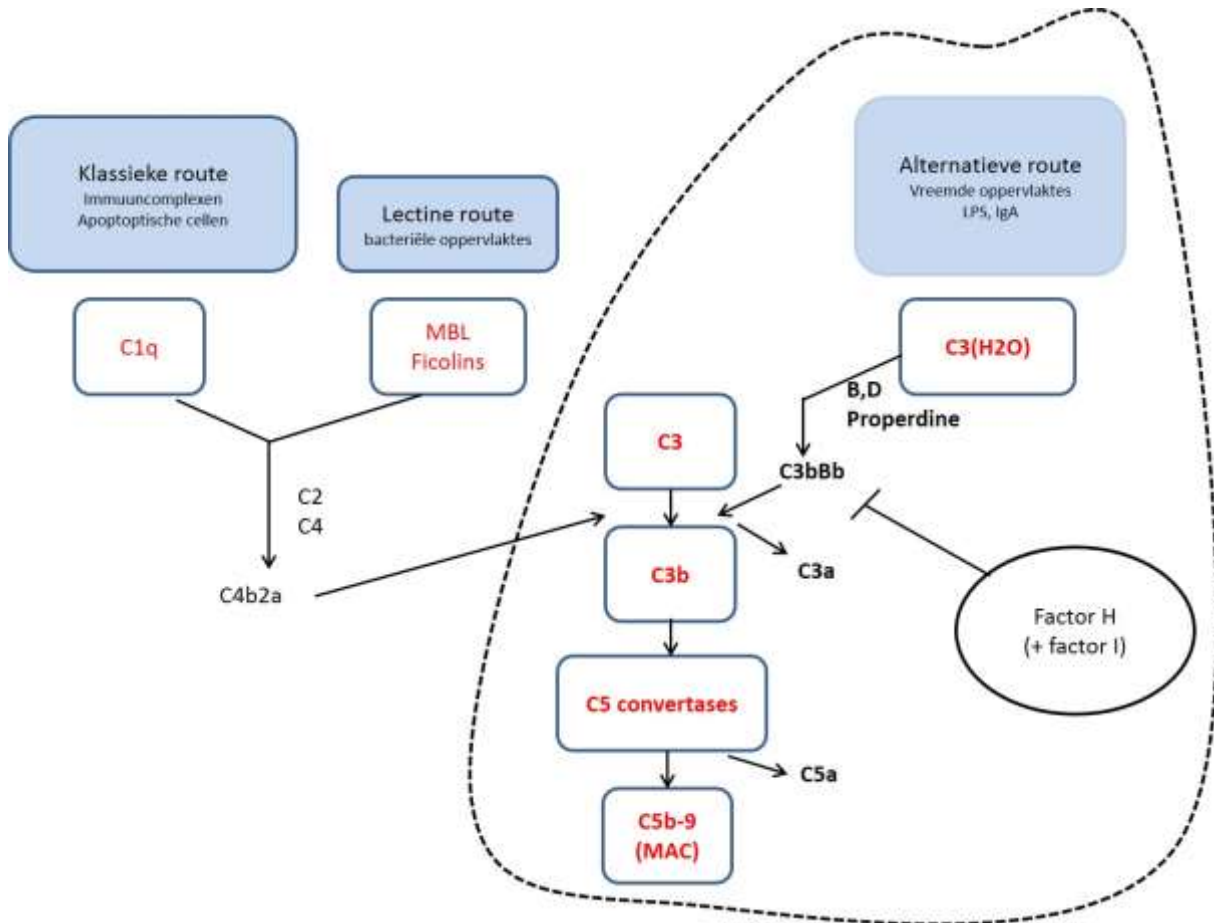 Klassieke route
Immuuncomplexen
Apoptoptische cellen
Lectine route
bacteriële oppervlaktes
Alternatieve route
Vreemde oppervlaktes
LPS, IgA
C1q
MBL
Ficolins
C3(H2O)
B,D
Properdine
C3
C3bBb
C2
C4
C4b2a
C3b
C3a
Factor H
(+ factor I)
C5 convertases
C5a
C5b-9
(MAC)